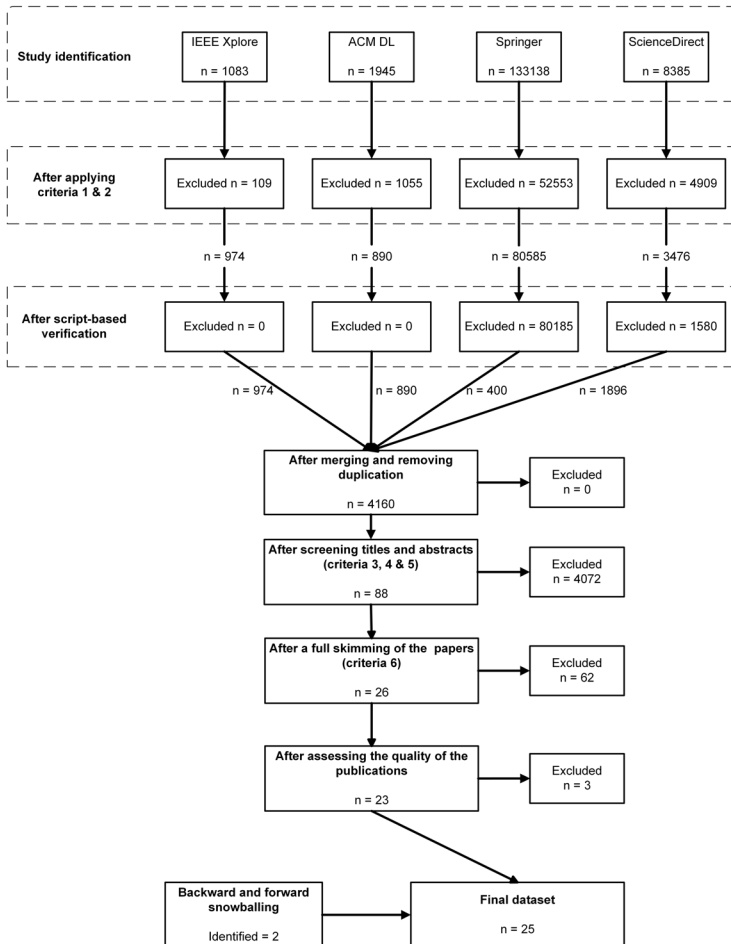 Study identification
IEEE Xplore
n = 1083
ACM DL
n = 1945
Springer
n = 133138
ScienceDirect
n = 8385
After applying
criteria 1 & 2
Excluded n = 109
Excluded n = 1055
Excluded n = 52553
Excluded n = 4909
n = 974
n = 890
n = 80585
n = 3476
After script-based
verification
Excluded n = 0
Excluded n = 0
Excluded n = 80185
Excluded n = 1580
n = 974
n = 890
n = 400
n = 1896
After merging and removing
duplication
n = 4160
Excluded
n = 0
After screening titles and abstracts
(criteria 3, 4 & 5)
n = 88
Excluded
n = 4072
After a full skimming of the papers
(criteria 6)
n = 26
Excluded
n = 62
After assessing the quality of the
publications
n = 23
Excluded
n = 3
Backward and forward
snowballing
Identified = 2
Final dataset
n = 25